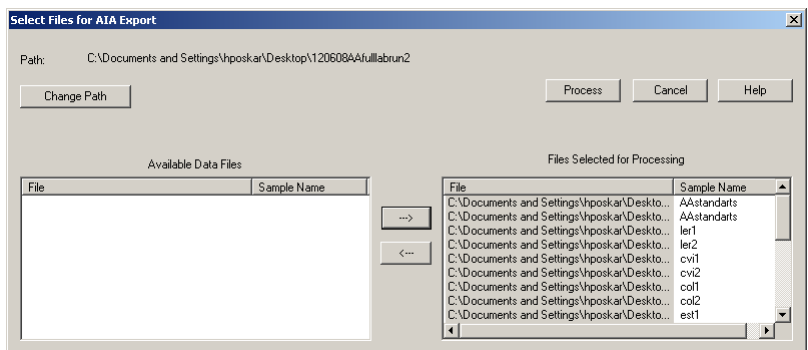 Select Files for AIA Export
Path: C:\Documents and Settings\hposkar\Desktop\120608AAfulllabrun2
Change Path
Process Cancel Help
Available Data Files
Files Selected for Processing
File Sample Name
File Sample Name
C:\Documents and Settings\hposkar\Deskto... AAstandarts
C:\Documents and Settings\hposkar\Deskto... AAstandarts
C:\Documents and Settings\hposkar\Deskto... ler1
C:\Documents and Settings\hposkar\Deskto... ler2
C:\Documents and Settings\hposkar\Deskto... cvi1
C:\Documents and Settings\hposkar\Deskto... cvi2
C:\Documents and Settings\hposkar\Deskto... col1
C:\Documents and Settings\hposkar\Deskto... col2
C:\Documents and Settings\hposkar\Deskto... est1
--->
<---